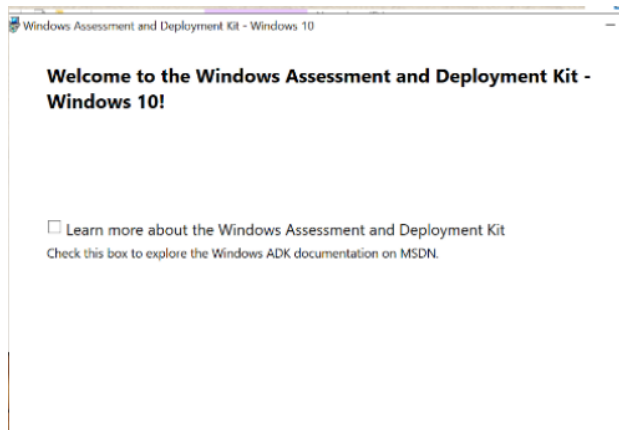 Windows Assessment and Deployment Kit - Windows 10
Welcome to the Windows Assessment and Deployment Kit -
Windows 10!
Learn more about the Windows Assessment and Deployment Kit
Check this box to explore the Windows ADK documentation on MSDN.